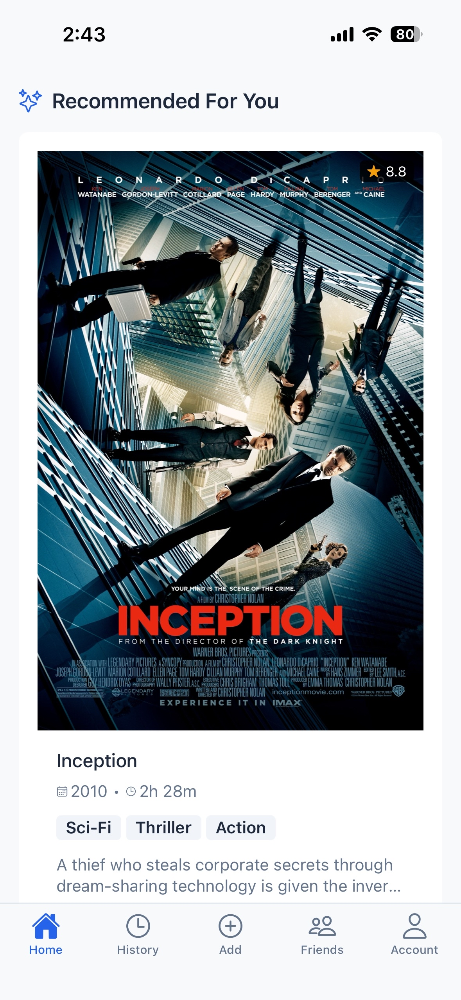 2:43
80
Recommended For You
8.8
LEONARDO DiCAPRIO
KEN JOSEPH MARION ELLEN TOM CILLIAN TOM MICHAEL
WATANABE GORDON-LEVITT COTILLARD PAGE HARDY MURPHY BERENGER AND CAINE
YOUR MIND IS THE SCENE OF THE CRIME.
A FILM BY CHRISTOPHER NOLAN
INCEPTION
FROM THE DIRECTOR OF THE DARK KNIGHT
WARNER BROS. PICTURES PRESENTS
IN ASSOCIATION WITH LEGENDARY PICTURES A SYNCOPY PRODUCTION A FILM BY CHRISTOPHER NOLAN LEONARDO DiCAPRIO "INCEPTION" KEN WATANABE
JOSEPH GORDON-LEVITT MARION COTILLARD ELLEN PAGE TOM HARDY CILLIAN MURPHY TOM BERENGER AND MICHAEL CAINE MUSIC BY HANS ZIMMER EDITED BY LEE SMITH, A.C.E.
PRODUCTION DESIGNER GUY HENDRIX DYAS DIRECTOR OF PHOTOGRAPHY WALLY PFISTER, A.S.C. EXECUTIVE PRODUCERS CHRIS BRIGHAM THOMAS TULL PRODUCED BY EMMA THOMAS CHRISTOPHER NOLAN
PG-13 PARENTS STRONGLY CAUTIONED LEGENDARY PICTURES SYNCOPY WRITTEN AND DIRECTED BY CHRISTOPHER NOLAN inceptionmovie.com WARNER BROS. PICTURES
EXPERIENCE IT IN IMAX
Inception
2010 • 2h 28m
Sci-Fi Thriller Action
A thief who steals corporate secrets through
dream-sharing technology is given the inver...
Home History Add Friends Account